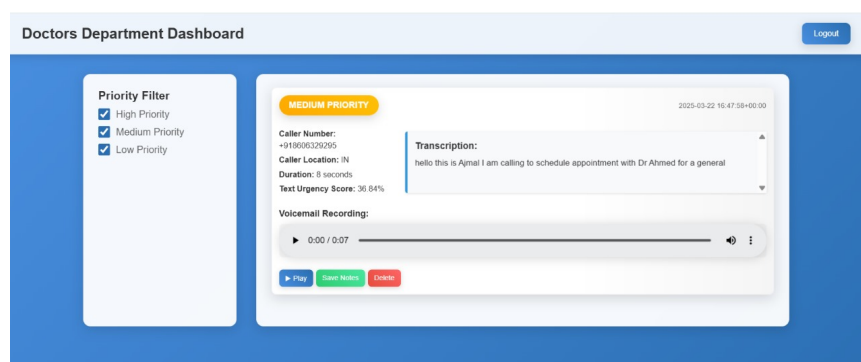 Doctors Department Dashboard
Logout
Priority Filter
High Priority
Medium Priority
Low Priority
MEDIUM PRIORITY
2025-03-22 16:47:58+00:00
Caller Number:
+918606329295
Caller Location: IN
Duration: 8 seconds
Text Urgency Score: 36.84%
Transcription:
hello this is Ajmal I am calling to schedule appointment with Dr Ahmed for a general
Voicemail Recording:
0:00 / 0:07
▶ Play
Save Notes
Delete